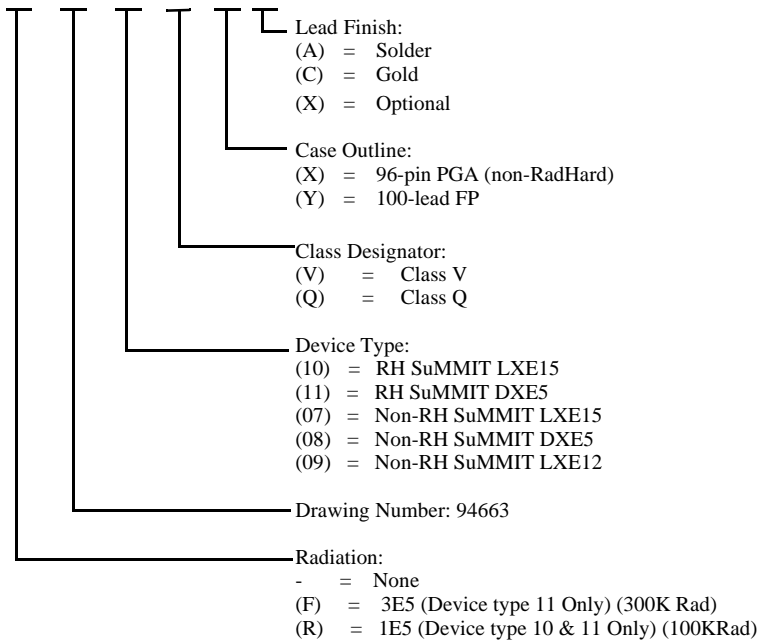 Lead Finish:
(A) = Solder
(C) = Gold
(X) = Optional
Case Outline:
(X) = 96-pin PGA (non-RadHard)
(Y) = 100-lead FP
Class Designator:
(V) = Class V
(Q) = Class Q
Device Type:
(10) = RH SuMMIT LXE15
(11) = RH SuMMIT DXE5
(07) = Non-RH SuMMIT LXE15
(08) = Non-RH SuMMIT DXE5
(09) = Non-RH SuMMIT LXE12
Drawing Number: 94663
Radiation:
- = None
(F) = 3E5 (Device type 11 Only) (300K Rad)
(R) = 1E5 (Device type 10 & 11 Only) (100KRad)